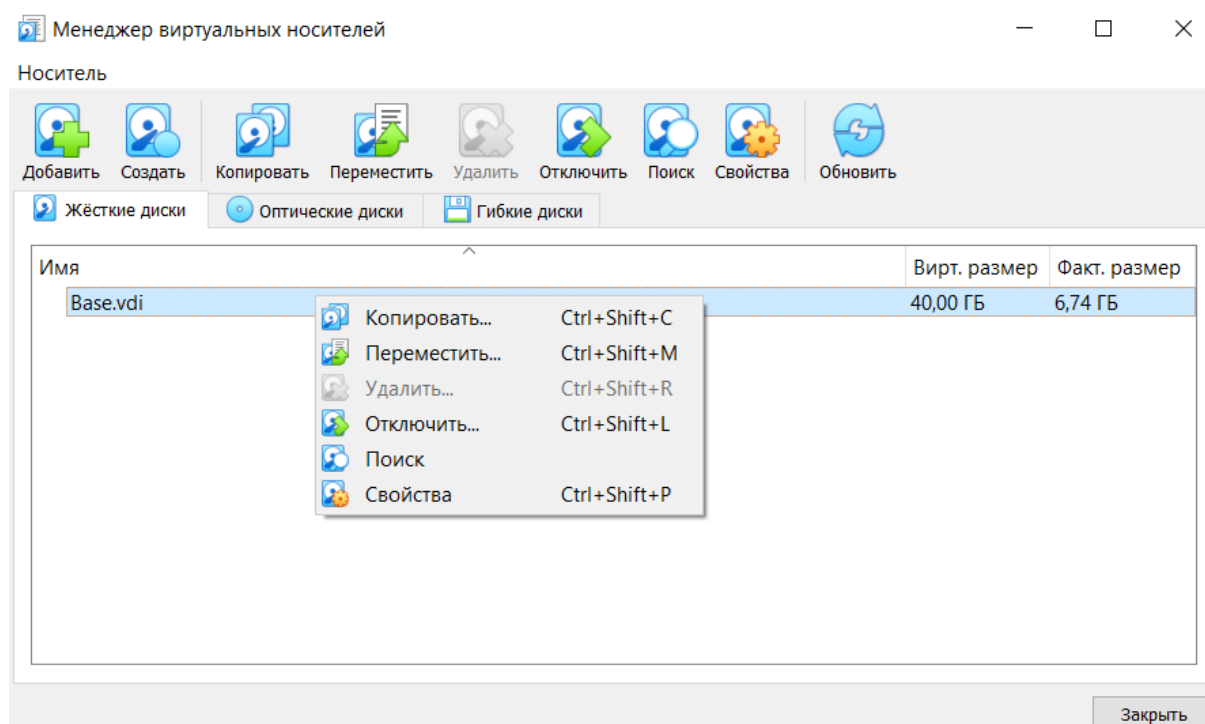 Менеджер виртуальных носителей
Носитель
Добавить Создать Копировать Переместить Удалить Отключить Поиск Свойства Обновить
Жёсткие диски Оптические диски Гибкие диски
Имя Вирт. размер Факт. размер
Base.vdi 40,00 ГБ 6,74 ГБ
Копировать... Ctrl+Shift+C
Переместить... Ctrl+Shift+M
Удалить... Ctrl+Shift+R
Отключить... Ctrl+Shift+L
Поиск
Свойства Ctrl+Shift+P
Закрыть